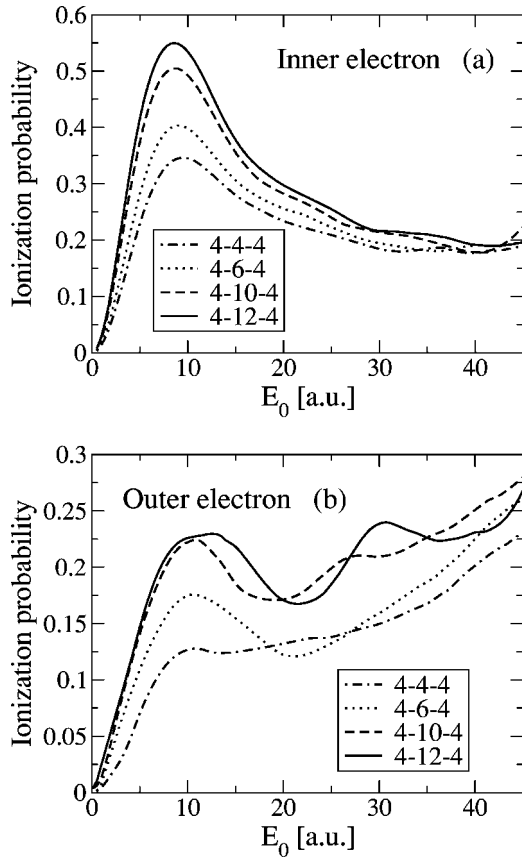 0.6
0.5
0.4
0.3
0.2
0.1
0
Ionization probability
Inner electron (a)
4-4-4
4-6-4
4-10-4
4-12-4
0 10 20 30 40
E0 [a.u.]
0.3
0.25
0.2
0.15
0.1
0.05
0
Ionization probability
Outer electron (b)
4-4-4
4-6-4
4-10-4
4-12-4
0 10 20 30 40
E0 [a.u.]